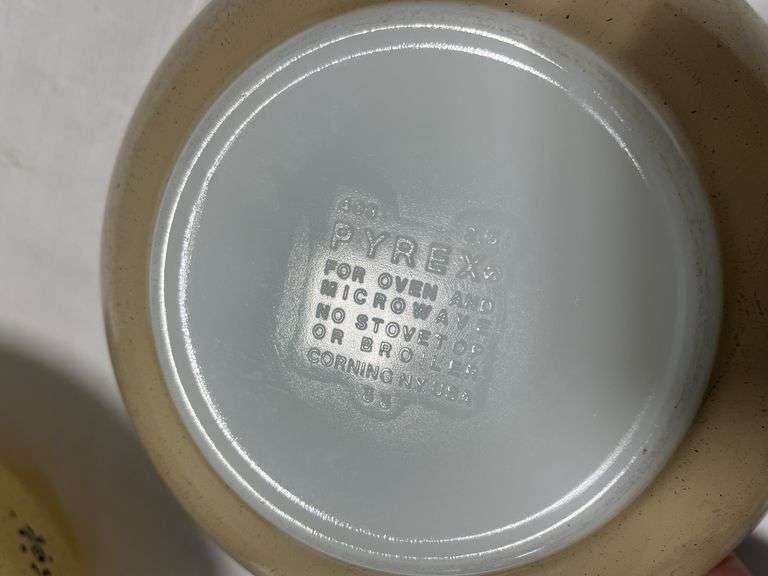 PYREX®
FOR OVEN AND
MICROWAVE
NO STOVETOP
OR BROILER
CORNING NY USA